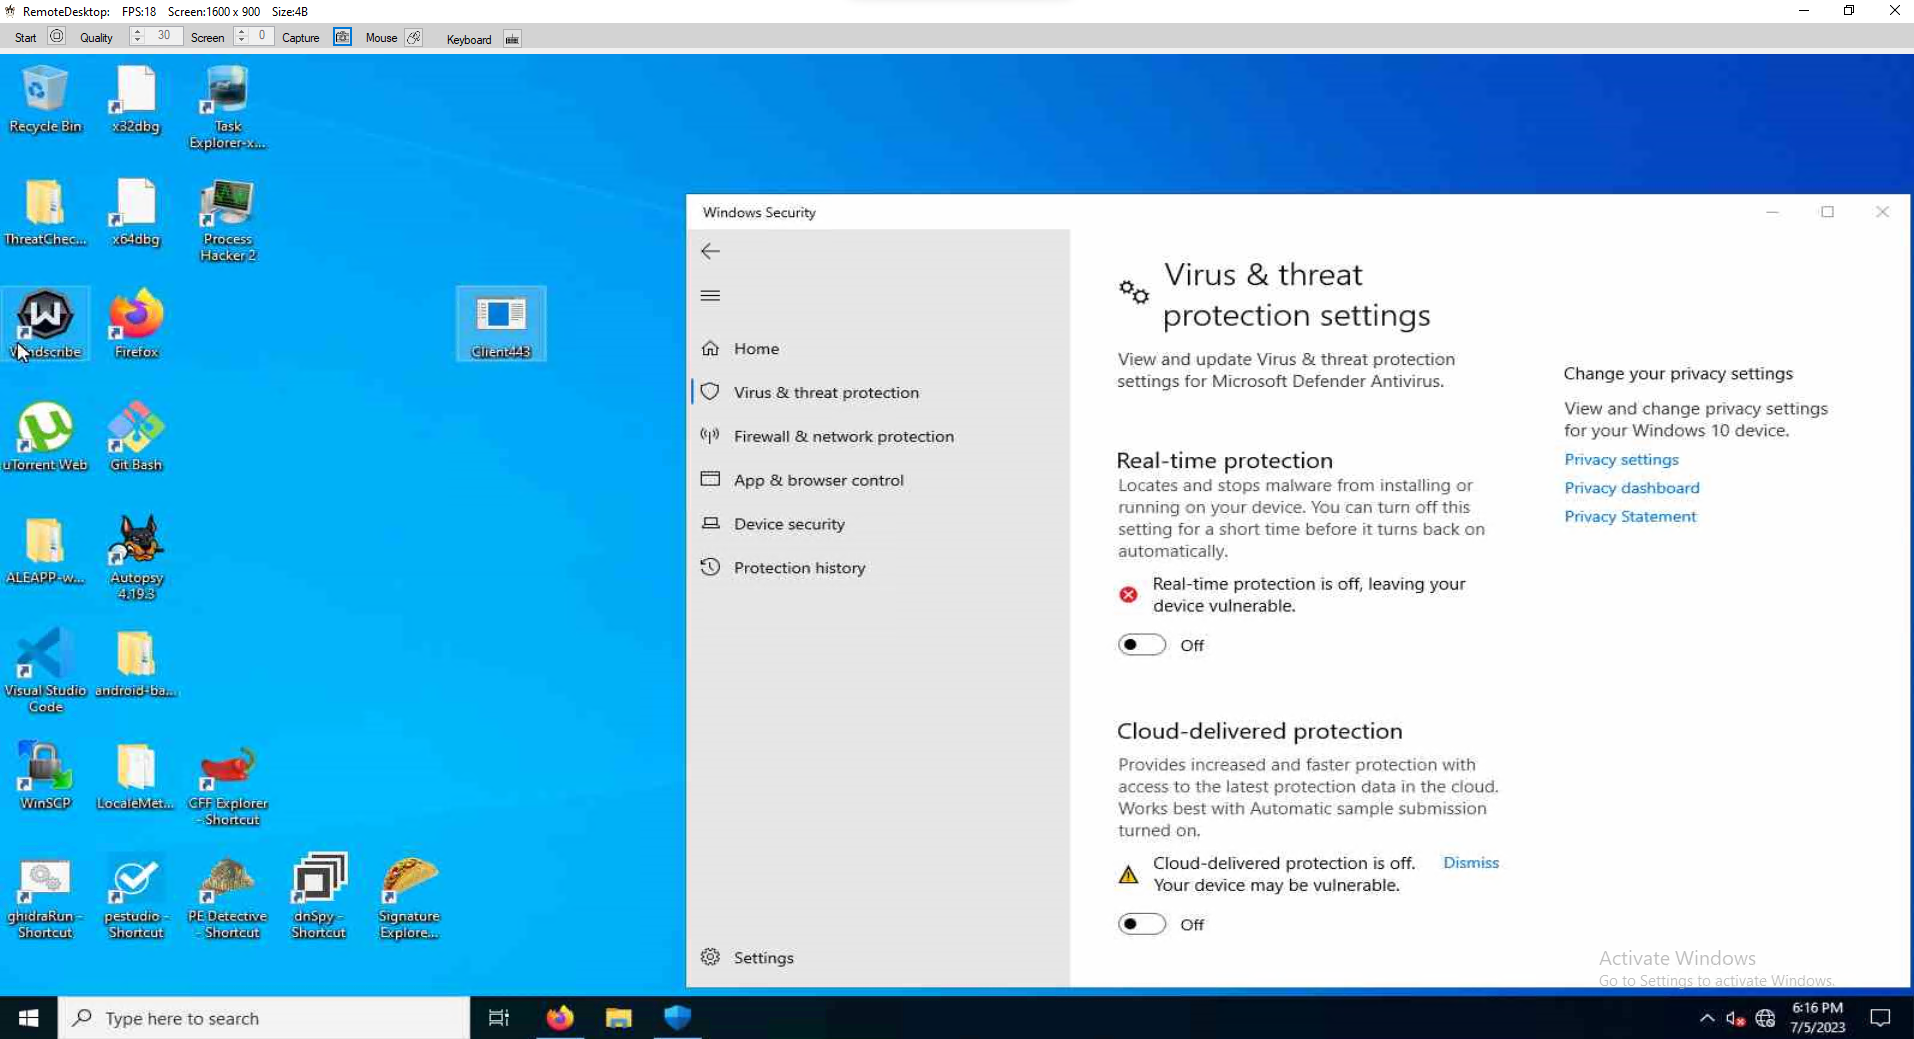 RemoteDesktop: FPS:18 Screen:1600 x 900 Size:4B
Start Quality 30 Screen 0 Capture Mouse Keyboard
Recycle Bin
x32dbg
Task
Explorer-x...
ThreatChec...
x64dbg
Process
Hacker 2
Windscribe
Firefox
Client443
uTorrent Web
Git Bash
ALEAPP-w...
Autopsy
4.19.3
Visual Studio
Code
android-ba...
WinSCP
LocaleMet...
CFF Explorer
- Shortcut
ghidraRun -
Shortcut
pestudio -
Shortcut
PE Detective
- Shortcut
dnSpy -
Shortcut
Signature
Explore...
Windows Security
Home
Virus & threat protection
Firewall & network protection
App & browser control
Device security
Protection history
Settings
Virus & threat
protection settings
View and update Virus & threat protection
settings for Microsoft Defender Antivirus.
Real-time protection
Locates and stops malware from installing or
running on your device. You can turn off this
setting for a short time before it turns back on
automatically.
Real-time protection is off, leaving your
device vulnerable.
Off
Cloud-delivered protection
Provides increased and faster protection with
access to the latest protection data in the cloud.
Works best with Automatic sample submission
turned on.
Cloud-delivered protection is off. Dismiss
Your device may be vulnerable.
Off
Change your privacy settings
View and change privacy settings
for your Windows 10 device.
Privacy settings
Privacy dashboard
Privacy Statement
Activate Windows
Go to Settings to activate Windows.
Type here to search
6:16 PM
7/5/2023